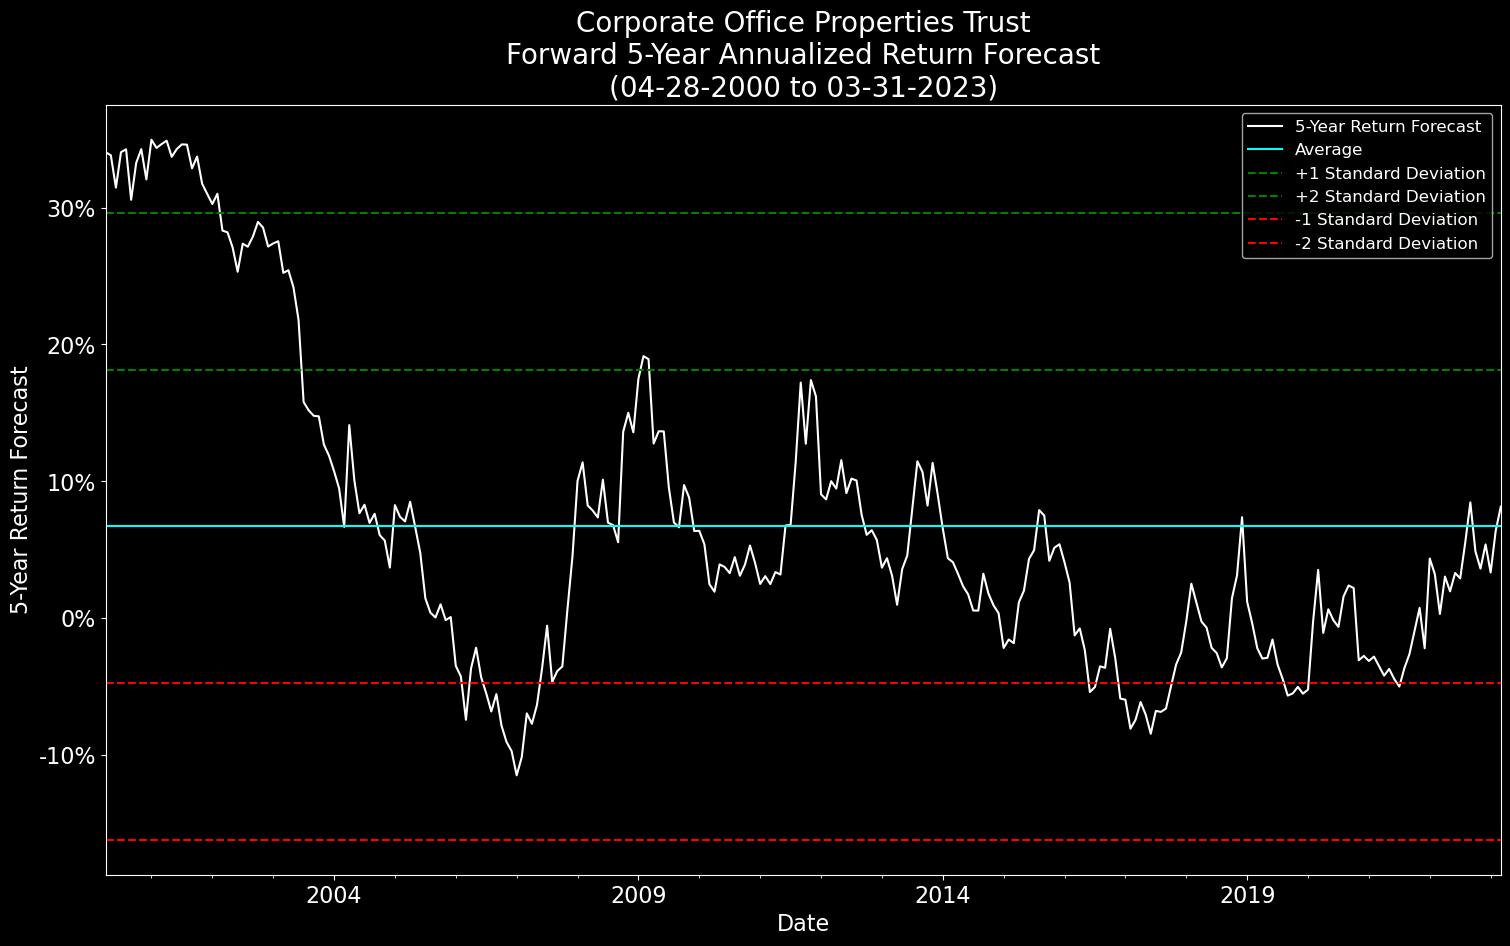 Corporate Office Properties Trust
Forward 5-Year Annualized Return Forecast
(04-28-2000 to 03-31-2023)
5-Year Return Forecast
Average
+1 Standard Deviation
+2 Standard Deviation
-1 Standard Deviation
-2 Standard Deviation
5-Year Return Forecast
30%
20%
10%
0%
-10%
2004
2009
2014
2019
Date